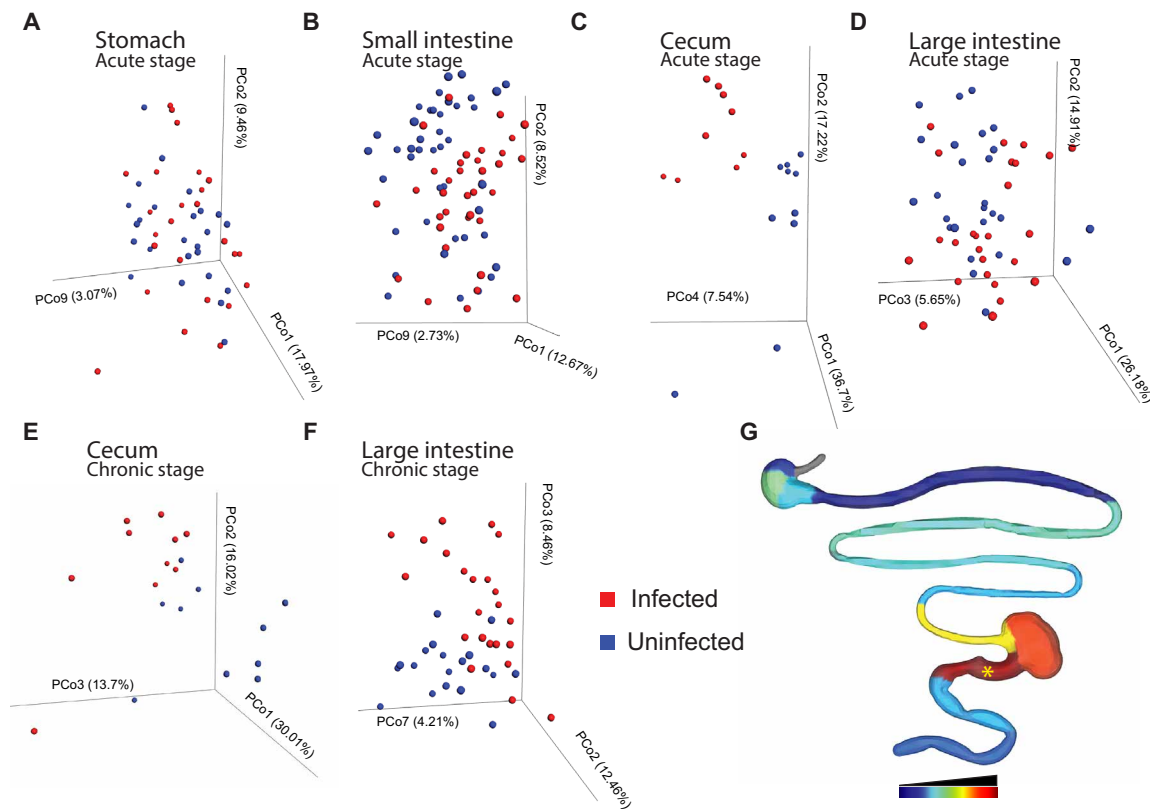 A
Stomach
Acute stage
PCo2 (9.46%)
PCo9 (3.07%)
PCo1 (17.97%)
B
Small intestine
Acute stage
PCo2 (8.52%)
PCo9 (2.73%)
PCo1 (12.67%)
C
Cecum
Acute stage
PCo2 (17.22%)
PCo4 (7.54%)
PCo1 (36.7%)
D
Large intestine
Acute stage
PCo2 (14.91%)
PCo3 (5.65%)
PCo1 (26.18%)
E
Cecum
Chronic stage
PCo2 (16.02%)
PCo3 (13.7%)
PCo1 (30.01%)
F
Large intestine
Chronic stage
PCo3 (8.46%)
PCo7 (4.21%)
PCo2 (12.46%)
Infected
Uninfected
G
*